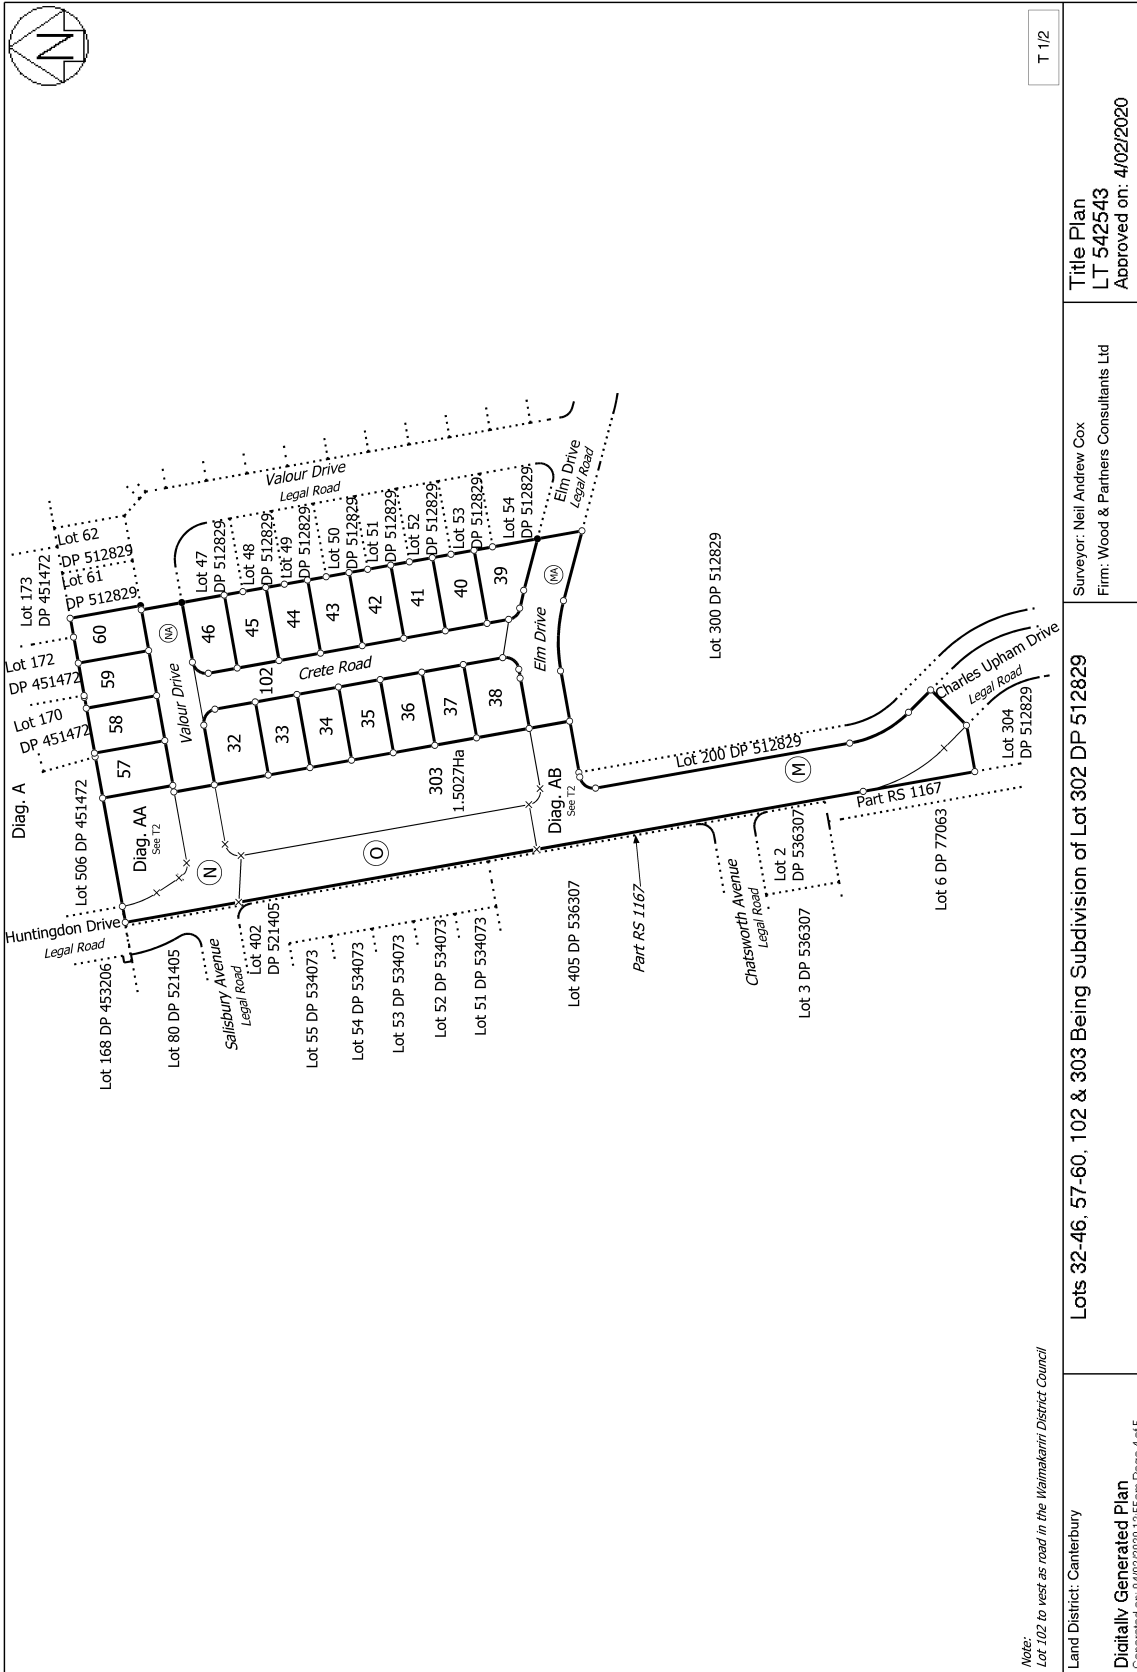 N
T 1/2
Diag. A
Lot 173
DP 451472
Lot 172
DP 451472
Lot 170
DP 451472
Lot 506 DP 451472
Lot 62
DP 512829
Lot 61
DP 512829
60
59
58
57
Diag. AA
See T2
Huntingdon Drive
Legal Road
Lot 168 DP 453206
Lot 80 DP 521405
Salisbury Avenue
Legal Road
Lot 402
DP 521405
NA
Valour Drive
N
Valour Drive
Legal Road
Lot 47
DP 512829
Lot 48
DP 512829
Lot 49
DP 512829
Lot 50
DP 512829
Lot 51
DP 512829
Lot 52
DP 512829
Lot 53
DP 512829
Lot 54
DP 512829
46
45
44
43
42
41
40
39
102
Crete Road
32
33
34
35
36
37
38
303
1.5027Ha
O
Lot 55 DP 534073
Lot 54 DP 534073
Lot 53 DP 534073
Lot 52 DP 534073
Lot 51 DP 534073
Elm Drive
Legal Road
MA
Elm Drive
Diag. AB
See T2
Lot 405 DP 536307
Part RS 1167
Lot 300 DP 512829
Lot 200 DP 512829
M
Chatsworth Avenue
Legal Road
Lot 2
DP 536307
Lot 3 DP 536307
Part RS 1167
Lot 6 DP 77063
Charles Upham Drive
Legal Road
Lot 304
DP 512829
Note:
Lot 102 to vest as road in the Waimakariri District Council
Land District: Canterbury
Digitally Generated Plan
Lots 32-46, 57-60, 102 & 303 Being Subdivision of Lot 302 DP 512829
Surveyor: Neil Andrew Cox
Firm: Wood & Partners Consultants Ltd
Title Plan
LT 542543
Approved on: 4/02/2020